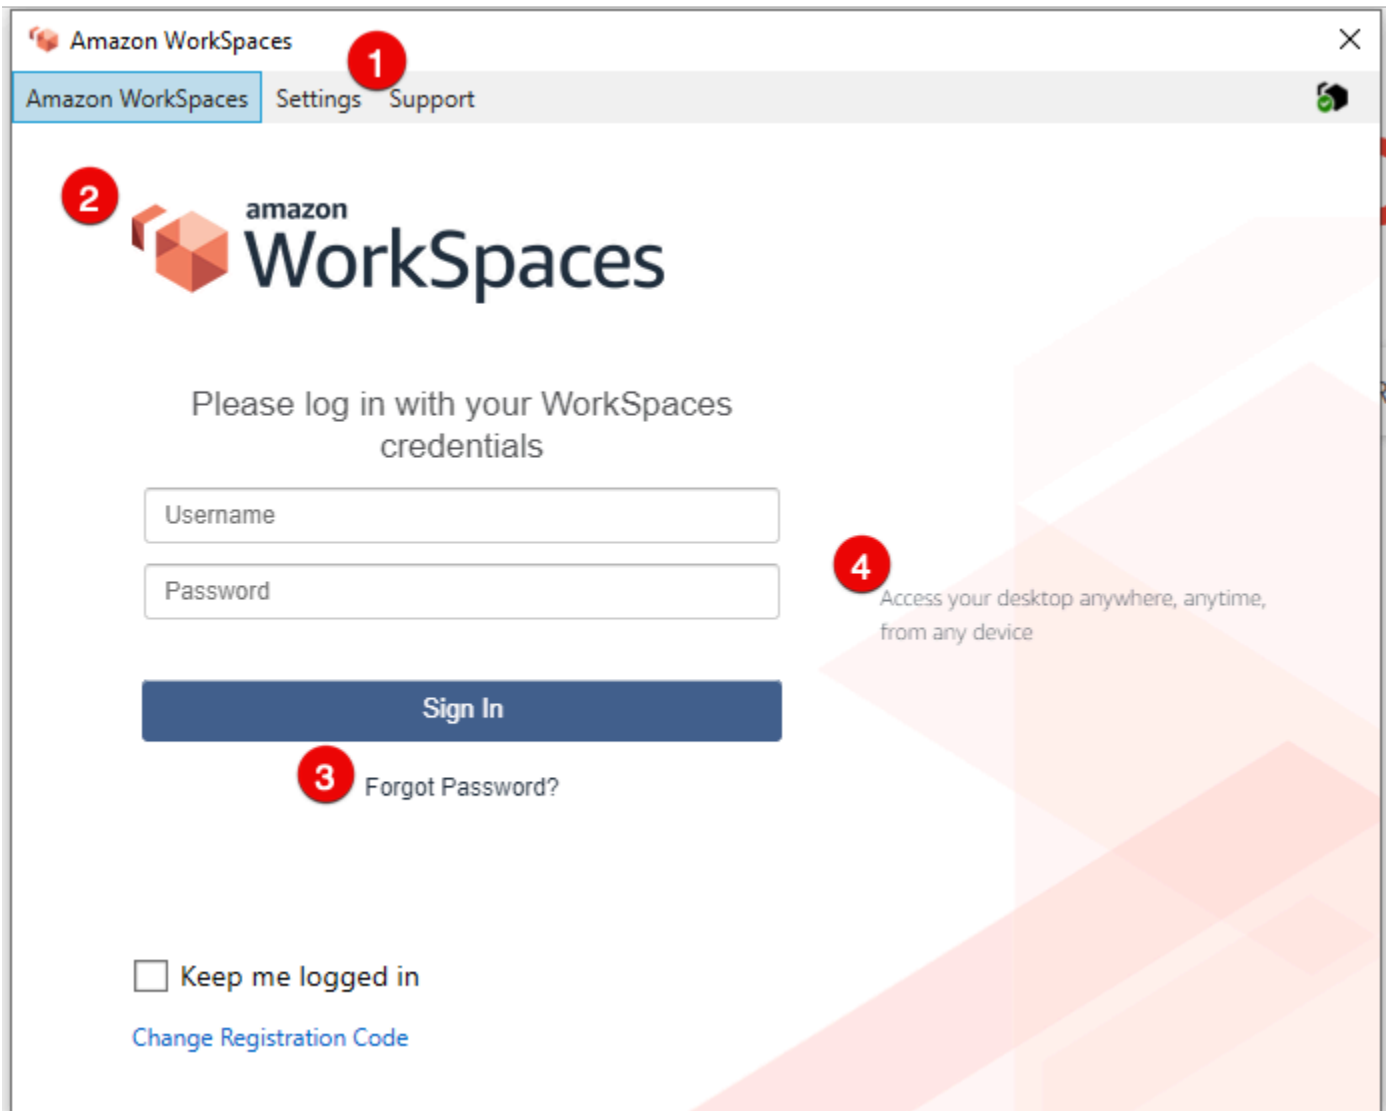 Amazon WorkSpaces
1
Amazon WorkSpaces Settings Support
2
amazon
WorkSpaces
Please log in with your WorkSpaces
credentials
Username
Password
4
Access your desktop anywhere, anytime,
from any device
Sign In
3
Forgot Password?
Keep me logged in
Change Registration Code